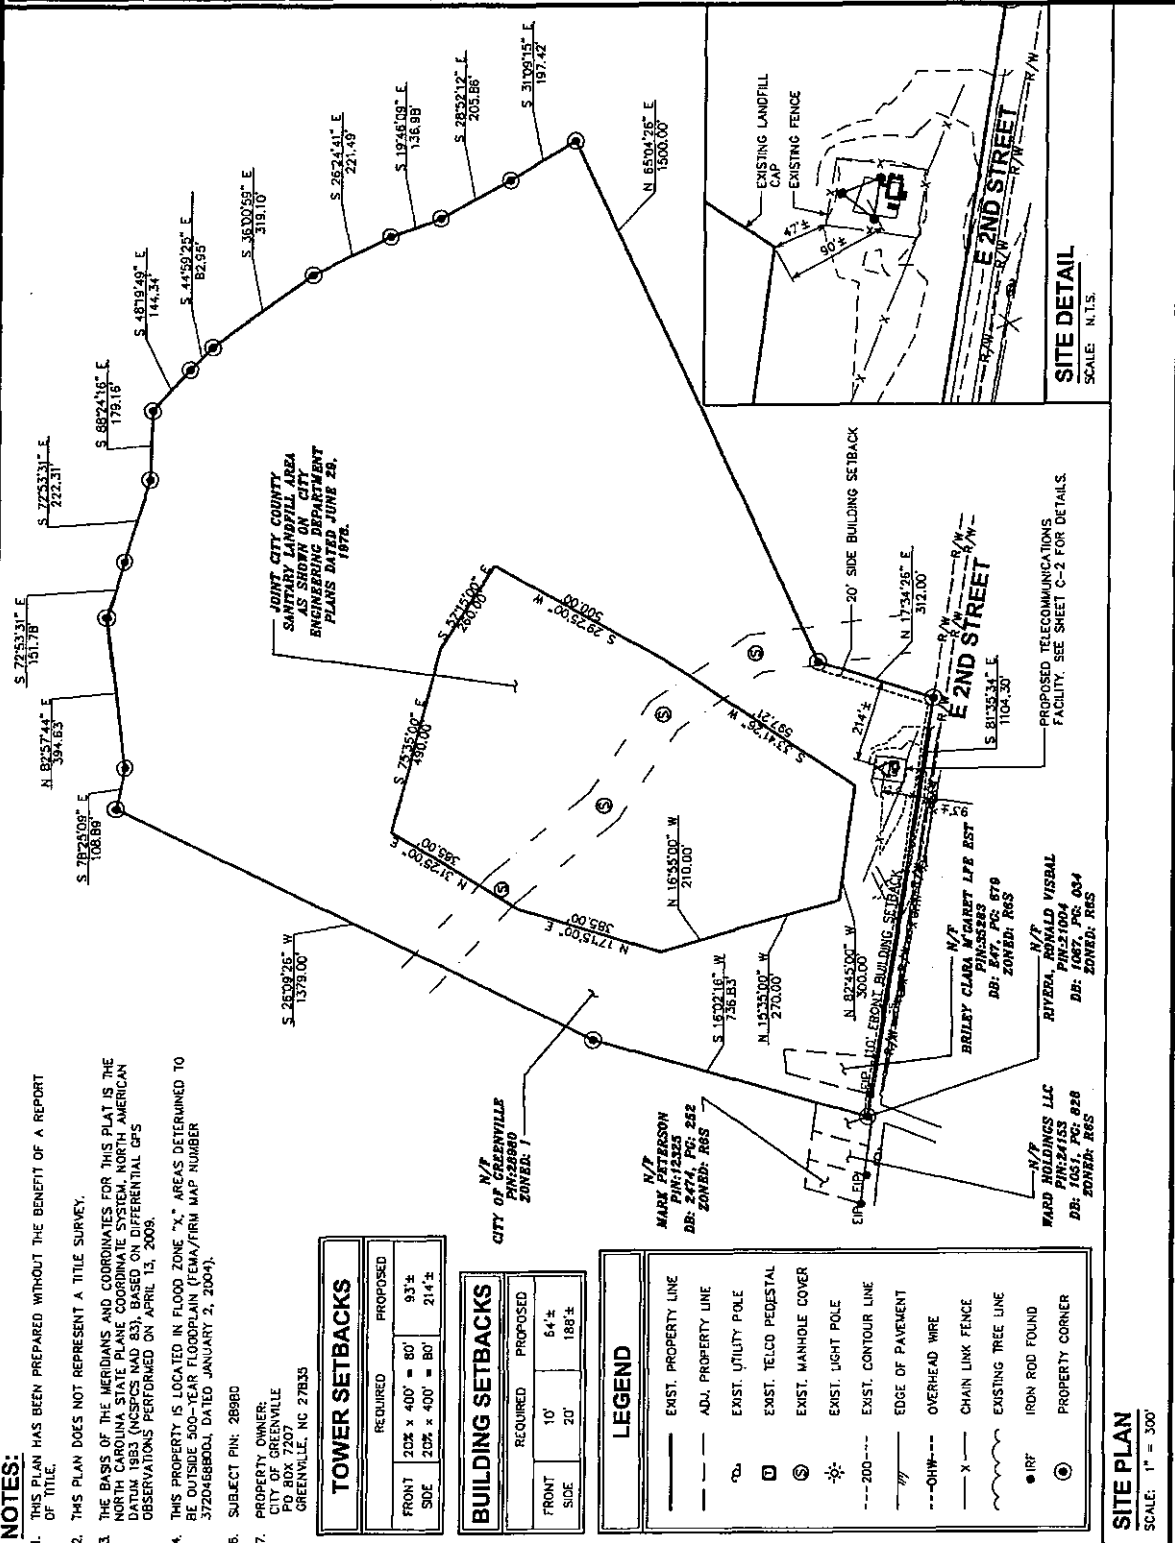 NOTES:
1. THIS PLAN HAS BEEN PREPARED WITHOUT THE BENEFIT OF A REPORT
OF TITLE.
2. THIS PLAN DOES NOT REPRESENT A TITLE SURVEY.
3. THE BASIS OF THE MERIDIANS AND COORDINATES FOR THIS PLAT IS THE
NORTH CAROLINA STATE PLANE COORDINATE SYSTEM, NORTH AMERICAN
DATUM 1983 (NCSPCS NAD 83), BASED ON DIFFERENTIAL GPS
OBSERVATIONS PERFORMED ON APRIL 13, 2009.
4. THIS PROPERTY IS LOCATED IN FLOOD ZONE "X," AREAS DETERMINED TO
BE OUTSIDE 500-YEAR FLOODPLAIN (FEMA/FIRM MAP NUMBER
DATED JANUARY 2, 2004).
6. SUBJECT PIN: 28980
7. PROPERTY OWNER:
CITY OF GREENVILLE
PO BOX 7207
GREENVILLE, NC 27835
TOWER SETBACKS
REQUIRED PROPOSED
FRONT 20% x 400' = 80' 93'±
SIDE 20% x 400' = 80' 214'±
BUILDING SETBACKS
REQUIRED PROPOSED
FRONT 10' 64'±
SIDE 20' 188'±
LEGEND
EXIST. PROPERTY LINE
ADJ. PROPERTY LINE
EXIST. UTILITY POLE
T EXIST. TELCO PEDESTAL
S EXIST. MANHOLE COVER
EXIST. LIGHT POLE
---200--- EXIST. CONTOUR LINE
EDGE OF PAVEMENT
--OHW-- OVERHEAD WIRE
X CHAIN LINK FENCE
EXISTING TREE LINE
IRF IRON ROD FOUND
PROPERTY CORNER
SITE PLAN
SCALE: 1" = 300'
S 78°25'09" E
108.89'
N 82°57'44" E
394.63'
S 72°53'31" E
151.78'
S 72°53'31" E
222.31'
S 88°24'16" E
179.16'
S 48°19'49" E
144.34'
S 44°59'25" E
82.95'
S 36°00'59" E
319.10'
S 26°24'41" E
221.49'
S 19°46'09" E
136.98'
S 28°52'12" E
205.86'
S 31°09'15" E
197.42'
N 65°04'26" E
1500.00'
S 26°09'26" W
1379.00'
JOINT CITY COUNTY
SANITARY LANDFILL AREA
AS SHOWN ON CITY
ENGINEERING DEPARTMENT
PLANS DATED JUNE 29,
1978.
S 75°35'00" E
490.00'
S 57°15'00" E
260.00'
S 29°25'00" W
500.00'
S 33°41'26" W
597.21'
N 31°25'00" E
385.00'
N 17°15'00" E
385.00'
N 16°55'00" W
210.00'
N 15°35'00" W
270.00'
N 82°45'00" W
300.00'
S 16°02'16" W
736.83'
S
S
S
S
N/F
CITY OF GREENVILLE
PIN:28980
ZONED: I
N/F
MARK PETERSON
PIN:12325
DB: 2474, PG: 252
ZONED: R6S
N/F
WARD HOLDINGS LLC
PIN:24153
DB: 1051, PG: 828
ZONED: R6S
N/F
RIVERA, RONALD VISBAL
PIN:21004
DB: 1067, PG: 034
ZONED: R6S
N/F
BRILEY CLARA M'GARET LFE EST
PIN:35283
DB: E47, PG: 679
ZONED: R6S
EIP
EIP
EIP
110' FRONT BUILDING SETBACK
20' SIDE BUILDING SETBACK
N 17°34'26" E
312.00'
214'±
93'±
E 2ND STREET
R/W
R/W
S 81°35'34" E
1104.30'
PROPOSED TELECOMMUNICATIONS
FACILITY. SEE SHEET C-2 FOR DETAILS.
EXISTING LANDFILL
CAP
EXISTING FENCE
47'±
90'±
E 2ND STREET
R/W
R/W
R/W
R/W
SITE DETAIL
SCALE: N.T.S.